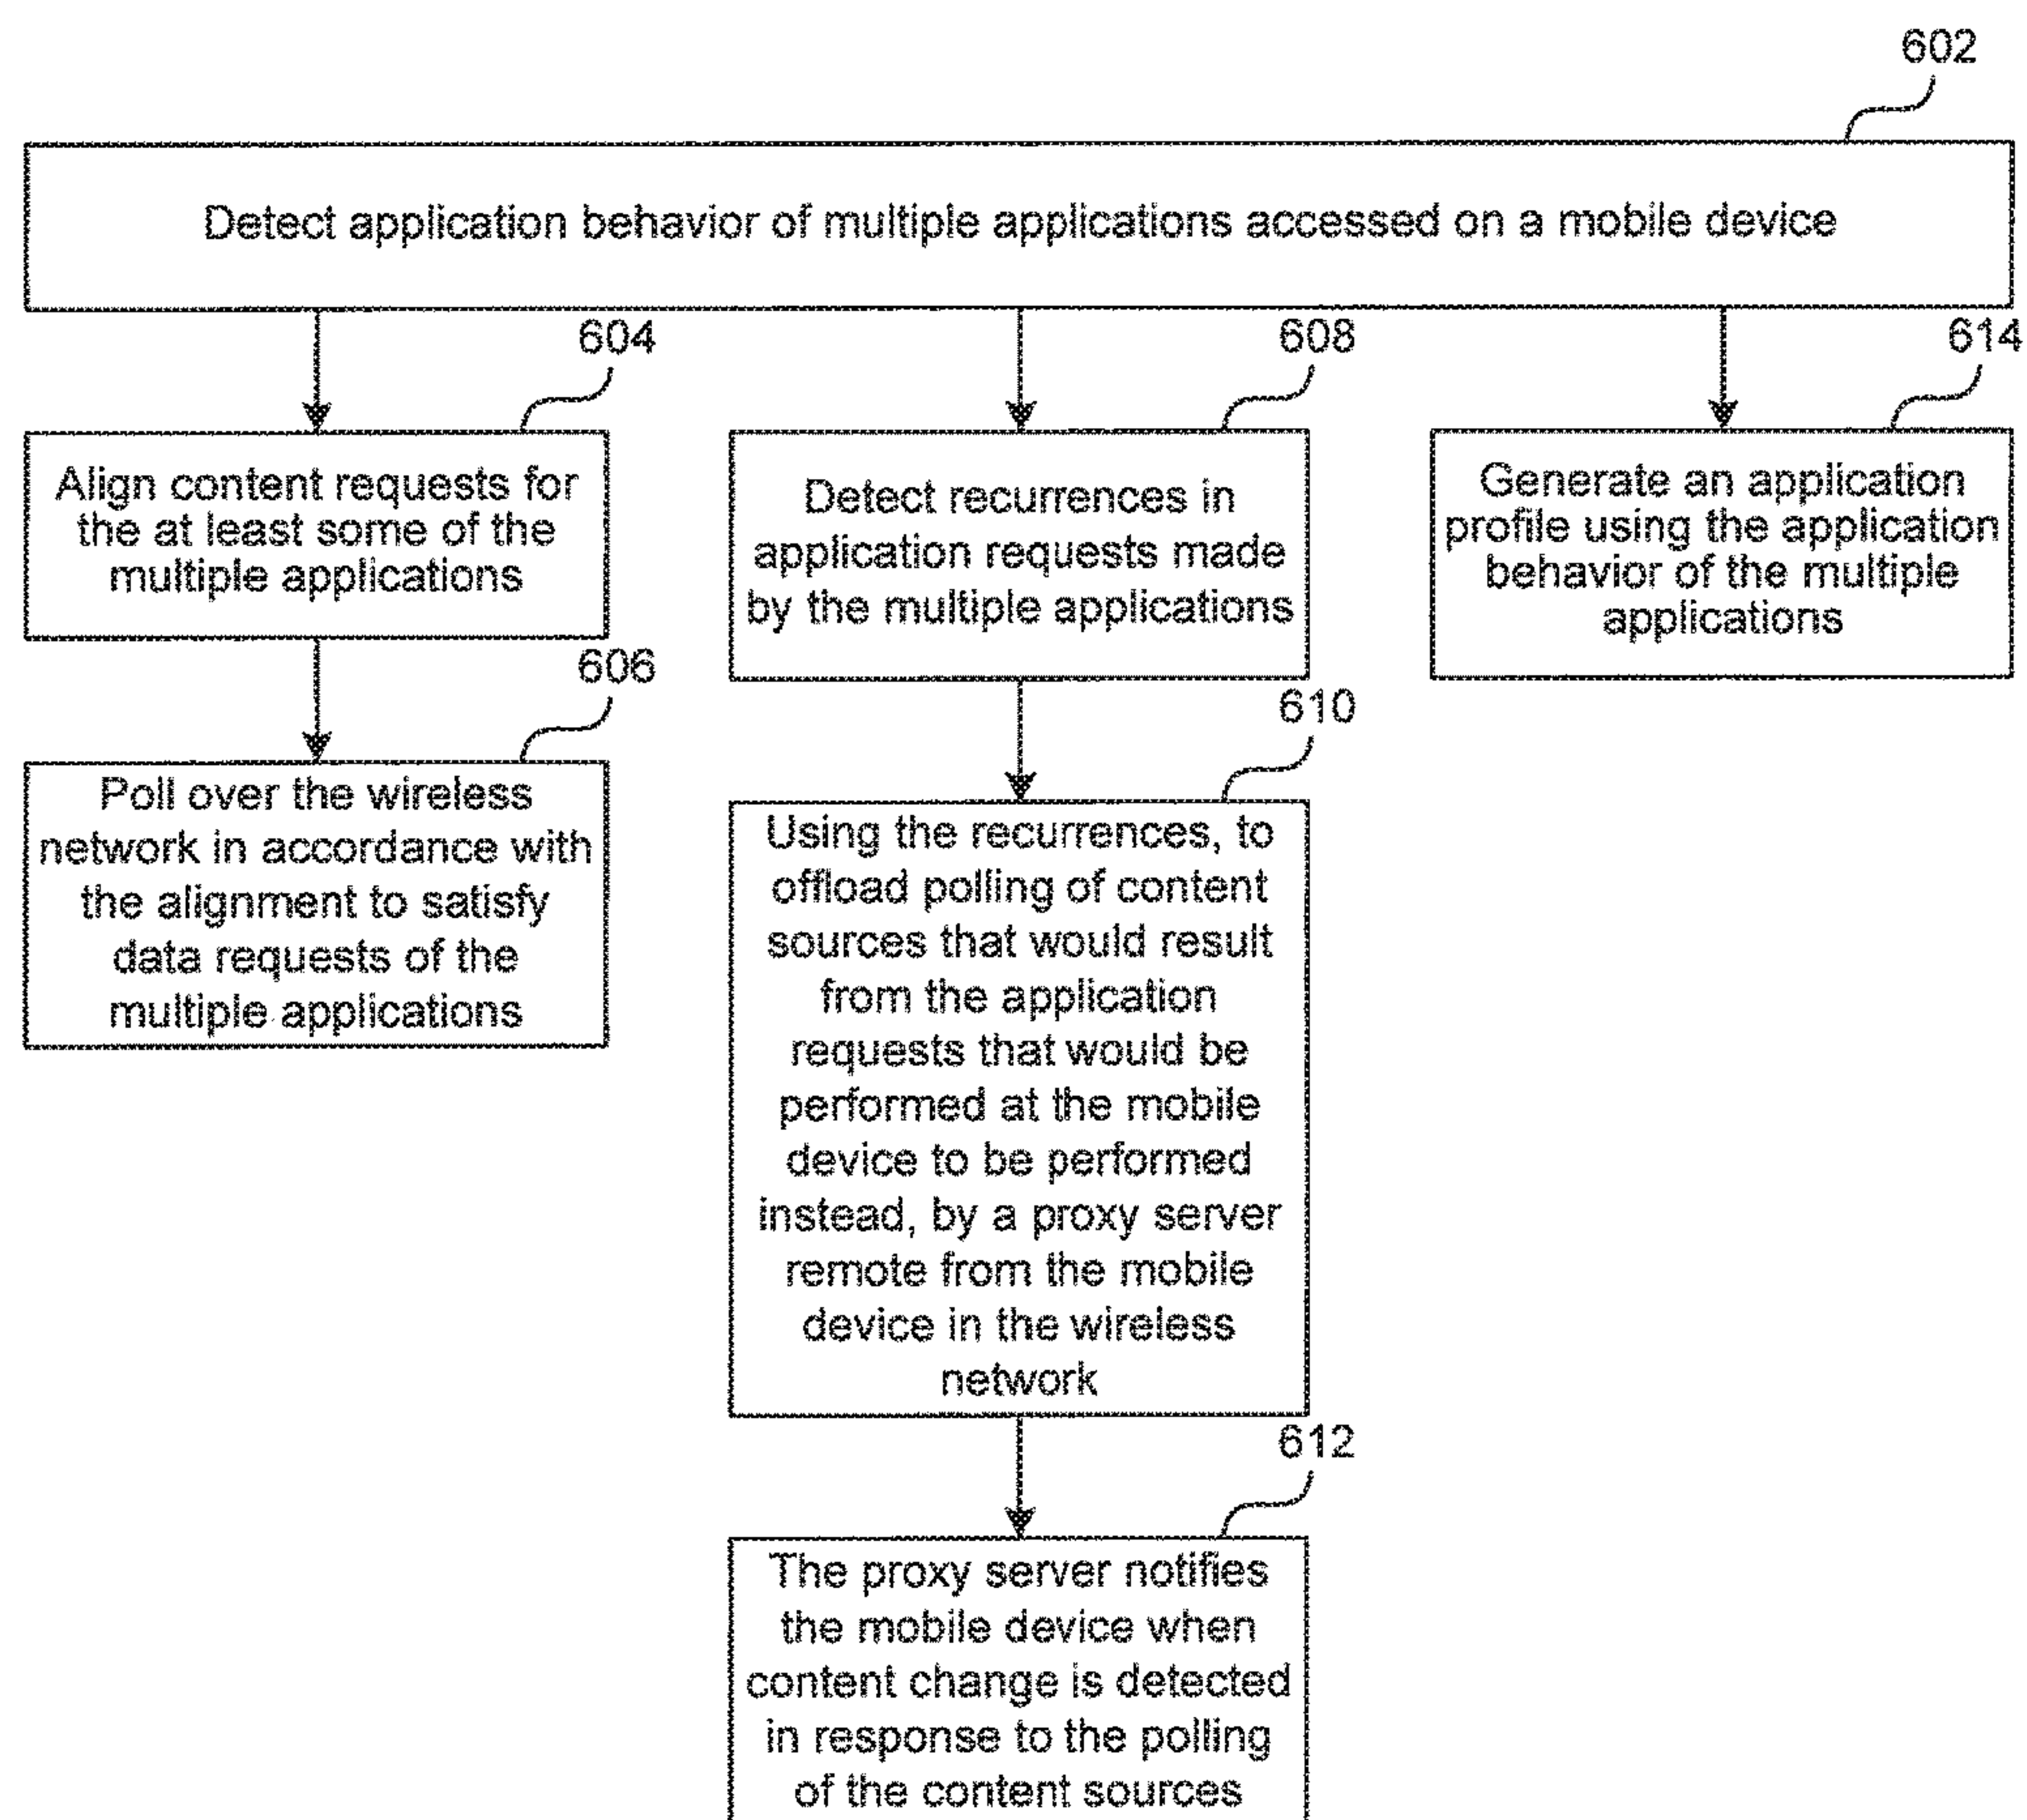 602
Detect application behavior of multiple applications accessed on a mobile device
604
Align content requests for
the at least some of the
multiple applications
606
Poll over the wireless
network in accordance with
the alignment to satisfy
data requests of the
multiple applications
608
Detect recurrences in
application requests made
by the multiple applications
610
Using the recurrences, to
offload polling of content
sources that would result
from the application
requests that would be
performed at the mobile
device to be performed
instead, by a proxy server
remote from the mobile
device in the wireless
network
612
The proxy server notifies
the mobile device when
content change is detected
in response to the polling
of the content sources
614
Generate an application
profile using the application
behavior of the multiple
applications